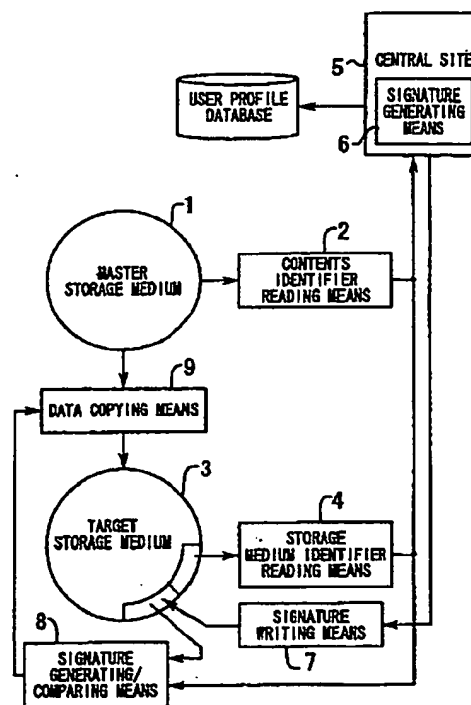 5
CENTRAL SITE
SIGNATURE
GENERATING
MEANS
6
USER PROFILE
DATABASE
1
MASTER
STORAGE MEDIUM
2
CONTENTS
IDENTIFIER
READING MEANS
9
DATA COPYING MEANS
3
TARGET
STORAGE MEDIUM
4
STORAGE
MEDIUM IDENTIFIER
READING MEANS
SIGNATURE
WRITING MEANS
7
8
SIGNATURE
GENERATING/
COMPARING MEANS